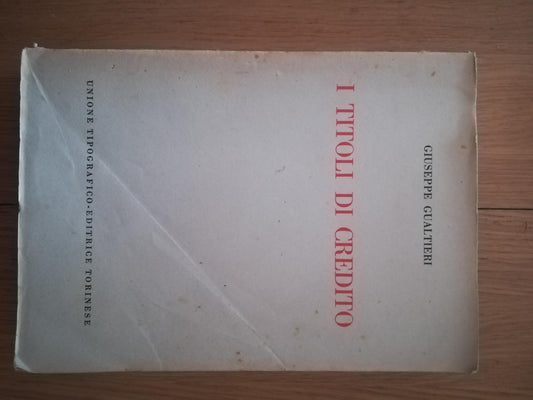 GIUSEPPE GUALTIERI
I TITOLI DI CREDITO
UNIONE TIPOGRAFICO-EDITRICE TORINESE